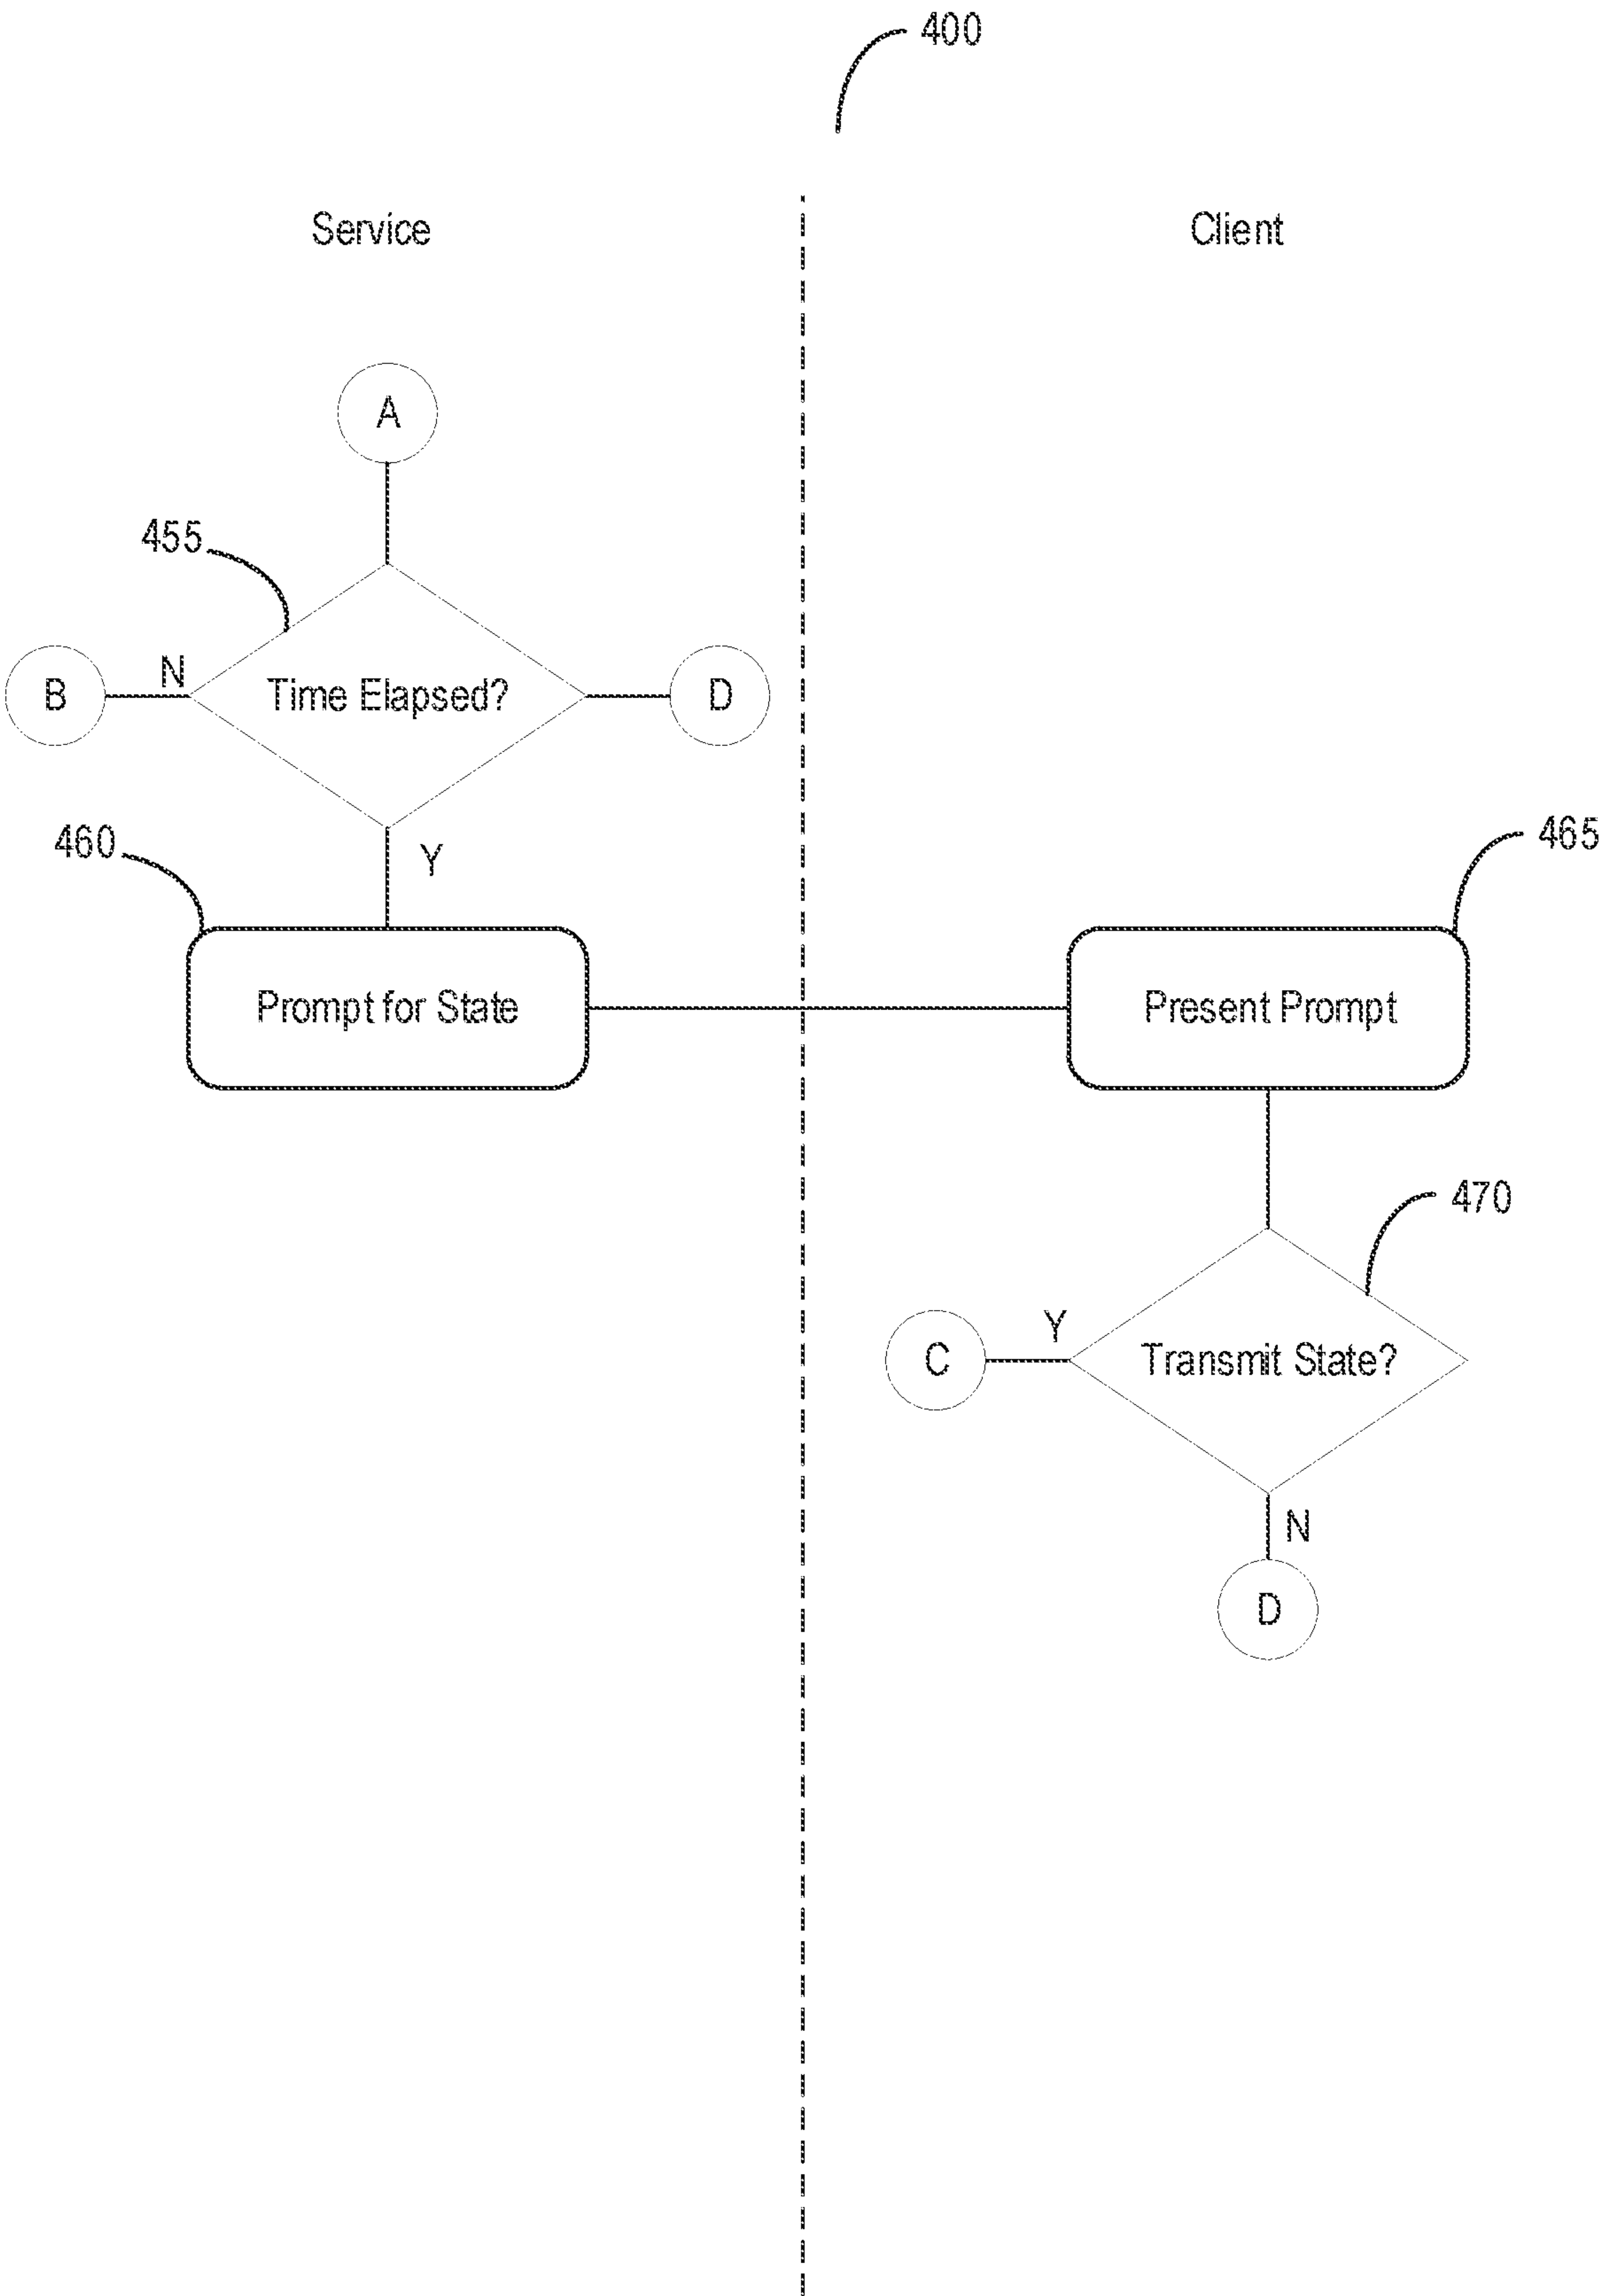 400
Service
Client
A
455
B
N
Time Elapsed?
D
460
Y
465
Prompt for State
Present Prompt
470
C
Y
Transmit State?
N
D